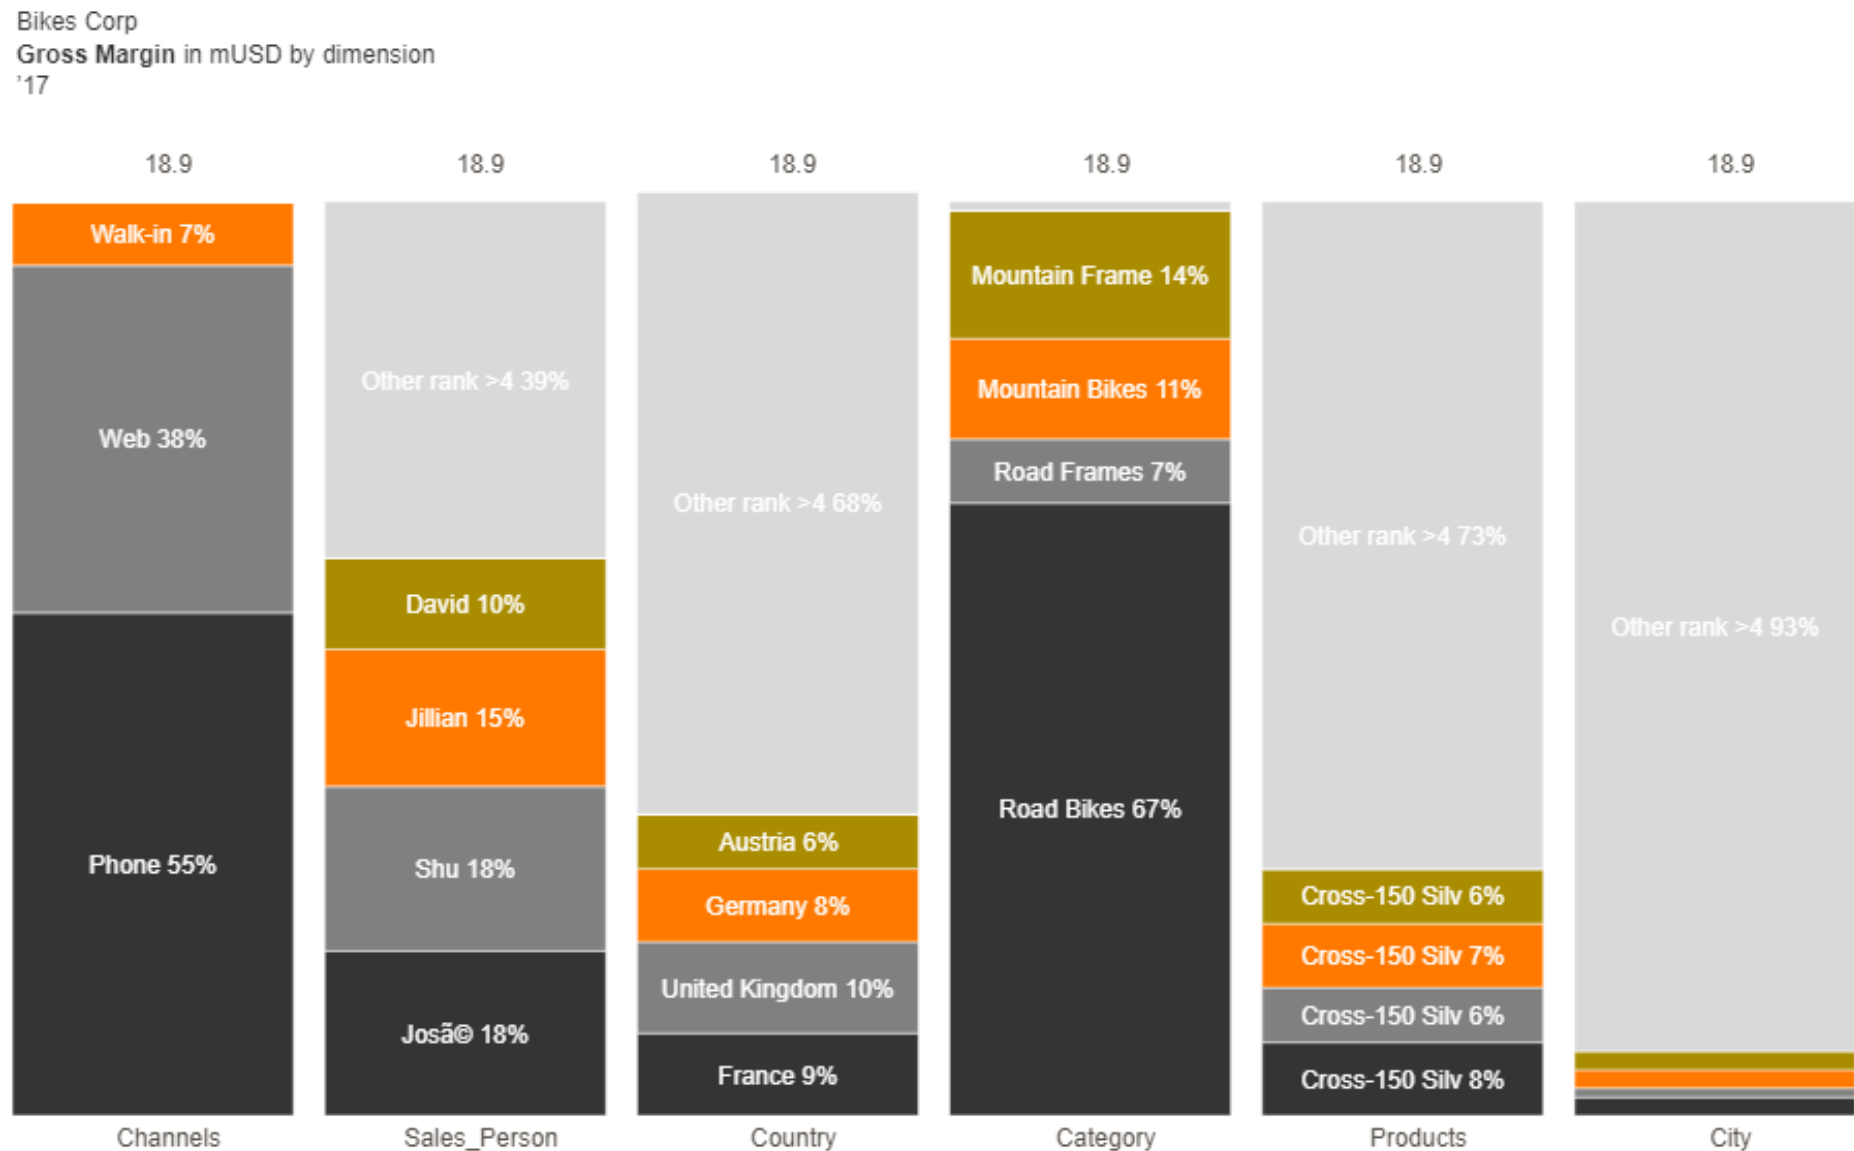 Bikes Corp
Gross Margin in mUSD by dimension
'17
18.9 18.9 18.9 18.9 18.9 18.9
Walk-in 7%
Web 38%
Phone 55%
Other rank >4 39%
David 10%
Jillian 15%
Shu 18%
Josã© 18%
Other rank >4 68%
Austria 6%
Germany 8%
United Kingdom 10%
France 9%
Mountain Frame 14%
Mountain Bikes 11%
Road Frames 7%
Road Bikes 67%
Other rank >4 73%
Cross-150 Silv 6%
Cross-150 Silv 7%
Cross-150 Silv 6%
Cross-150 Silv 8%
Other rank >4 93%
Channels Sales_Person Country Category Products City